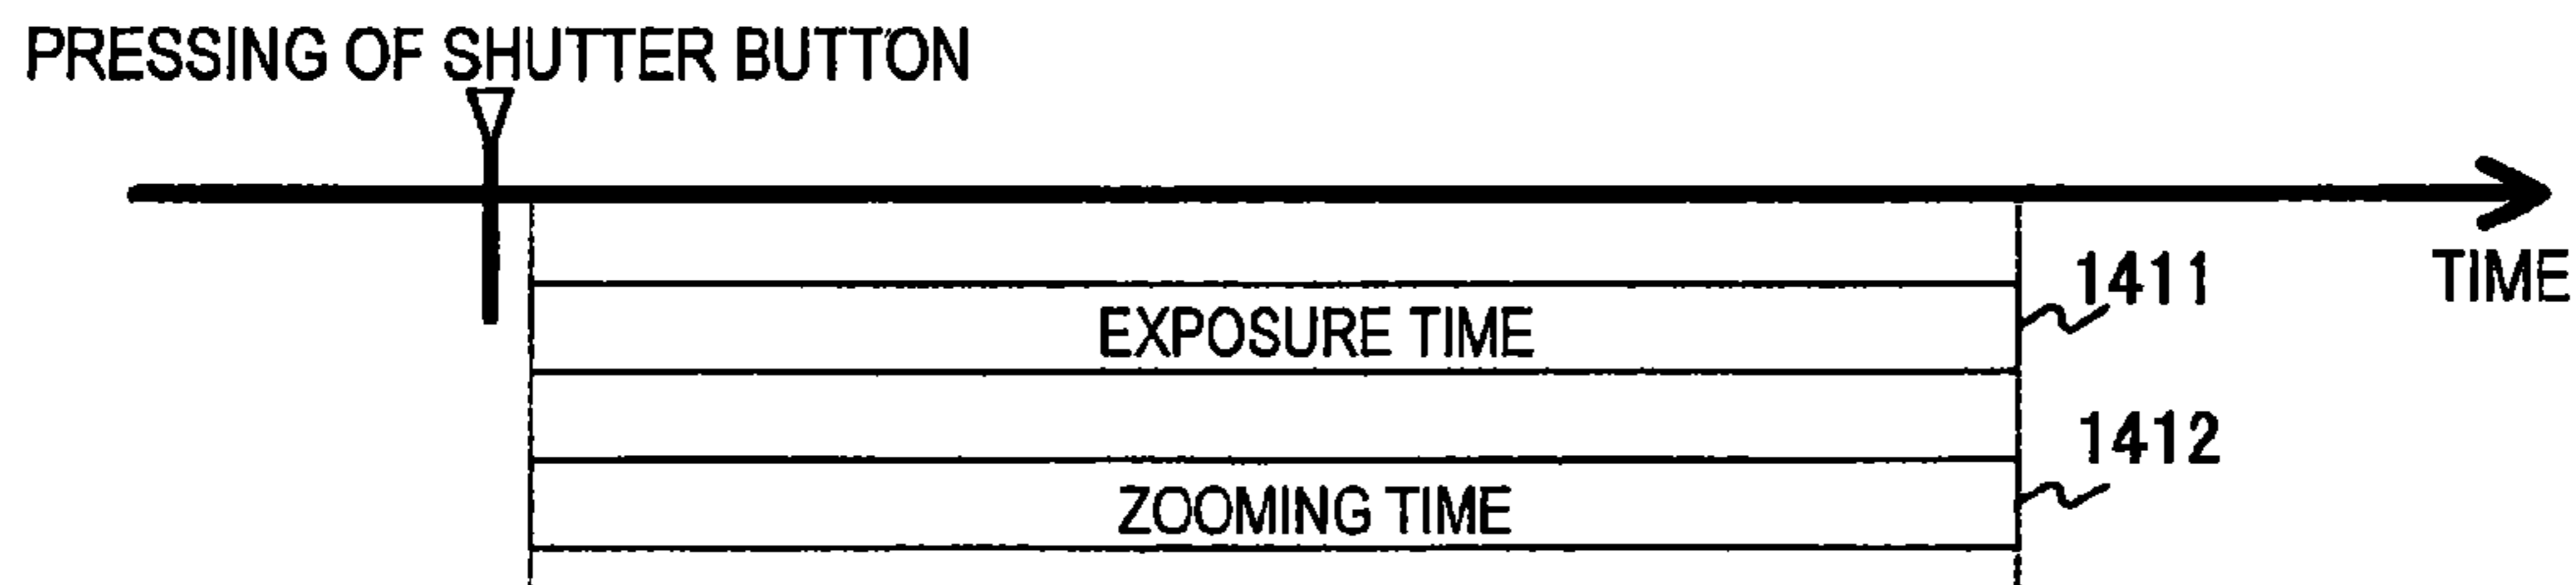 PRESSING OF SHUTTER BUTTON
TIME
1411
EXPOSURE TIME
1412
ZOOMING TIME